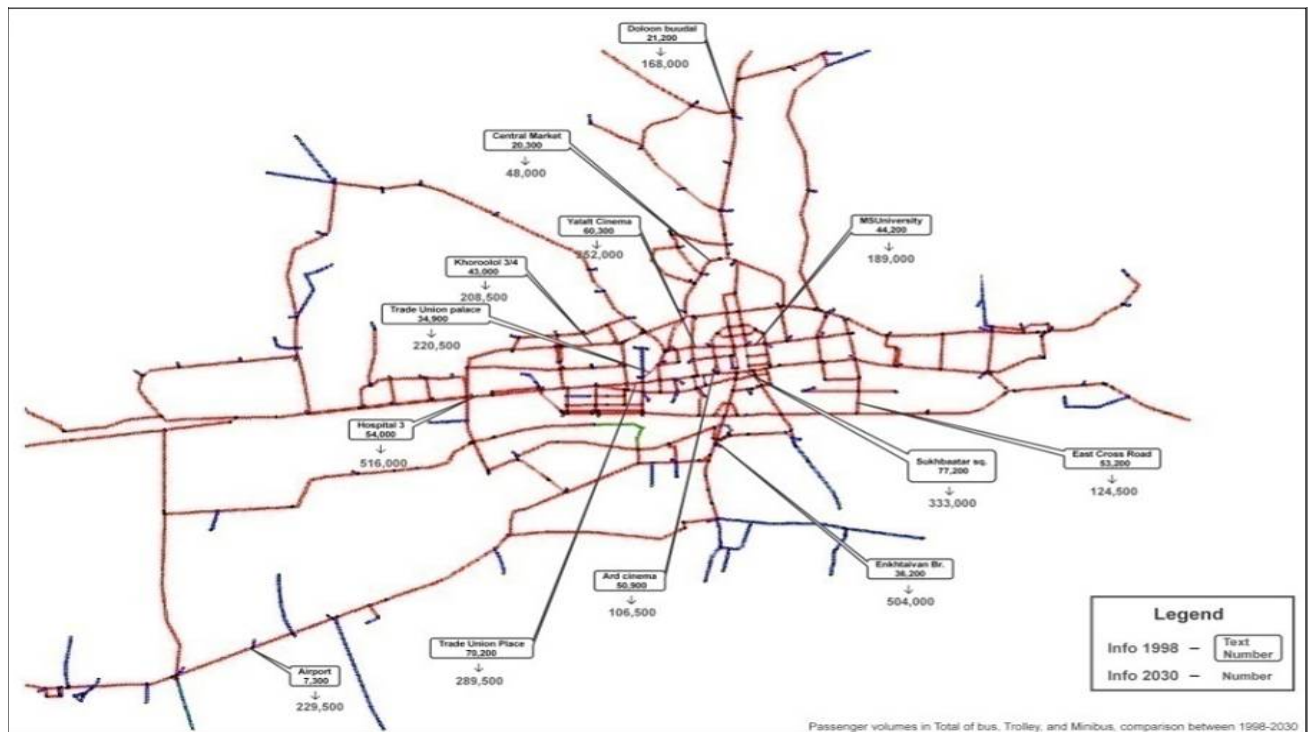 Doloon buudal
21,200
↓
168,000
Central Market
20,300
↓
48,000
Yatalt Cinema
60,300
↓
252,000
MSUniversity
44,200
↓
189,000
Khoroolol 3/4
43,000
↓
208,500
Trade Union palace
34,900
↓
220,500
Hospital 3
54,000
↓
516,000
Sukhbaatar sq.
77,200
↓
333,000
East Cross Road
53,200
↓
124,500
Enkhtaivan Br.
36,200
↓
504,000
Ard cinema
50,900
↓
106,500
Trade Union Place
70,200
↓
289,500
Airport
7,300
↓
229,500
Legend
Info 1998 – Text Number
Info 2030 – Number
Passenger volumes in Total of bus, Trolley, and Minibus, comparison between 1998-2030